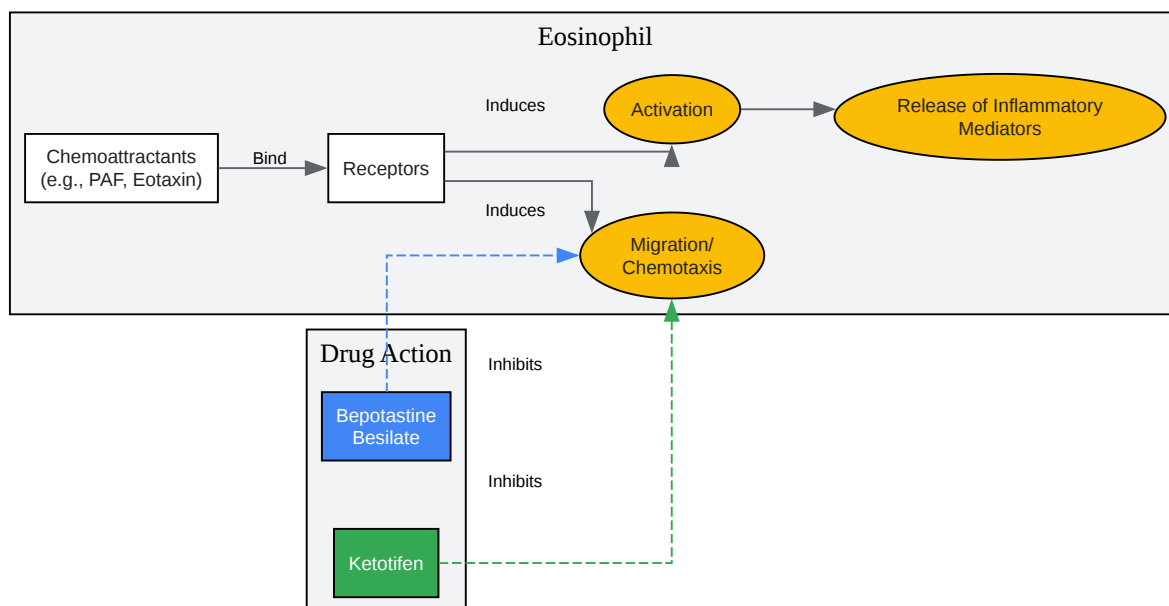 Eosinophil
Induces
Activation
Release of Inflammatory
Mediators
Chemoattractants
(e.g., PAF, Eotaxin)
Bind
Receptors
Induces
Migration/
Chemotaxis
Drug Action
Inhibits
Bepotastine
Besilate
Inhibits
Ketotifen